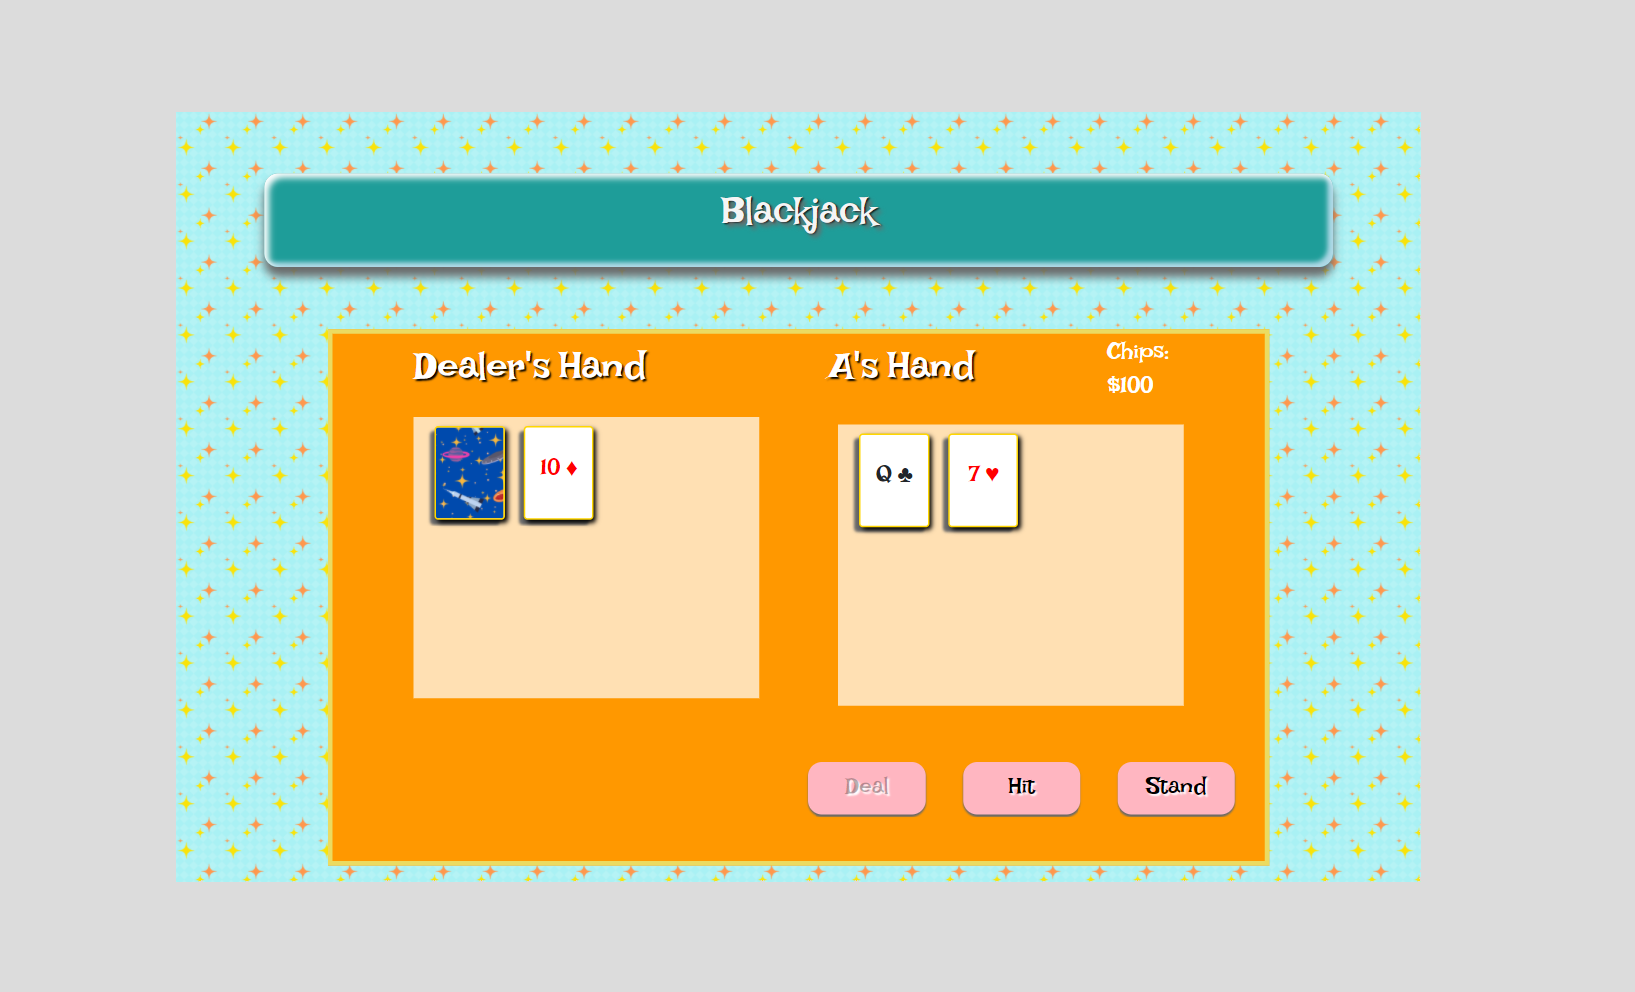 Blackjack
Dealer's Hand
10 ♦
A's Hand
Chips:
$100
Q ♣
7 ♥
Deal
Hit
Stand